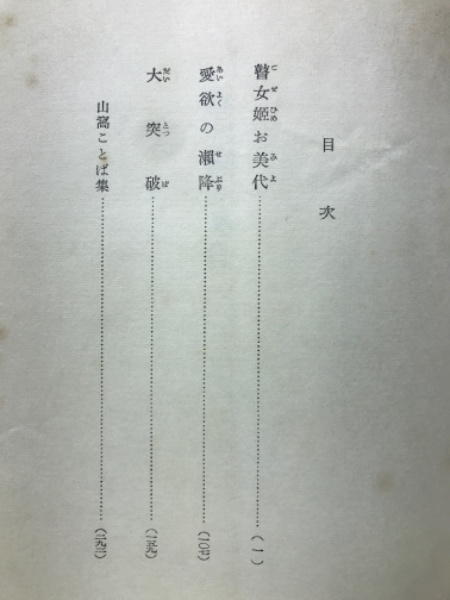 目次
瞽女姫お美代…(一)
愛欲の瀬降…(一〇七)
大突破…(一五九)
山窩ことば集…(二九三)